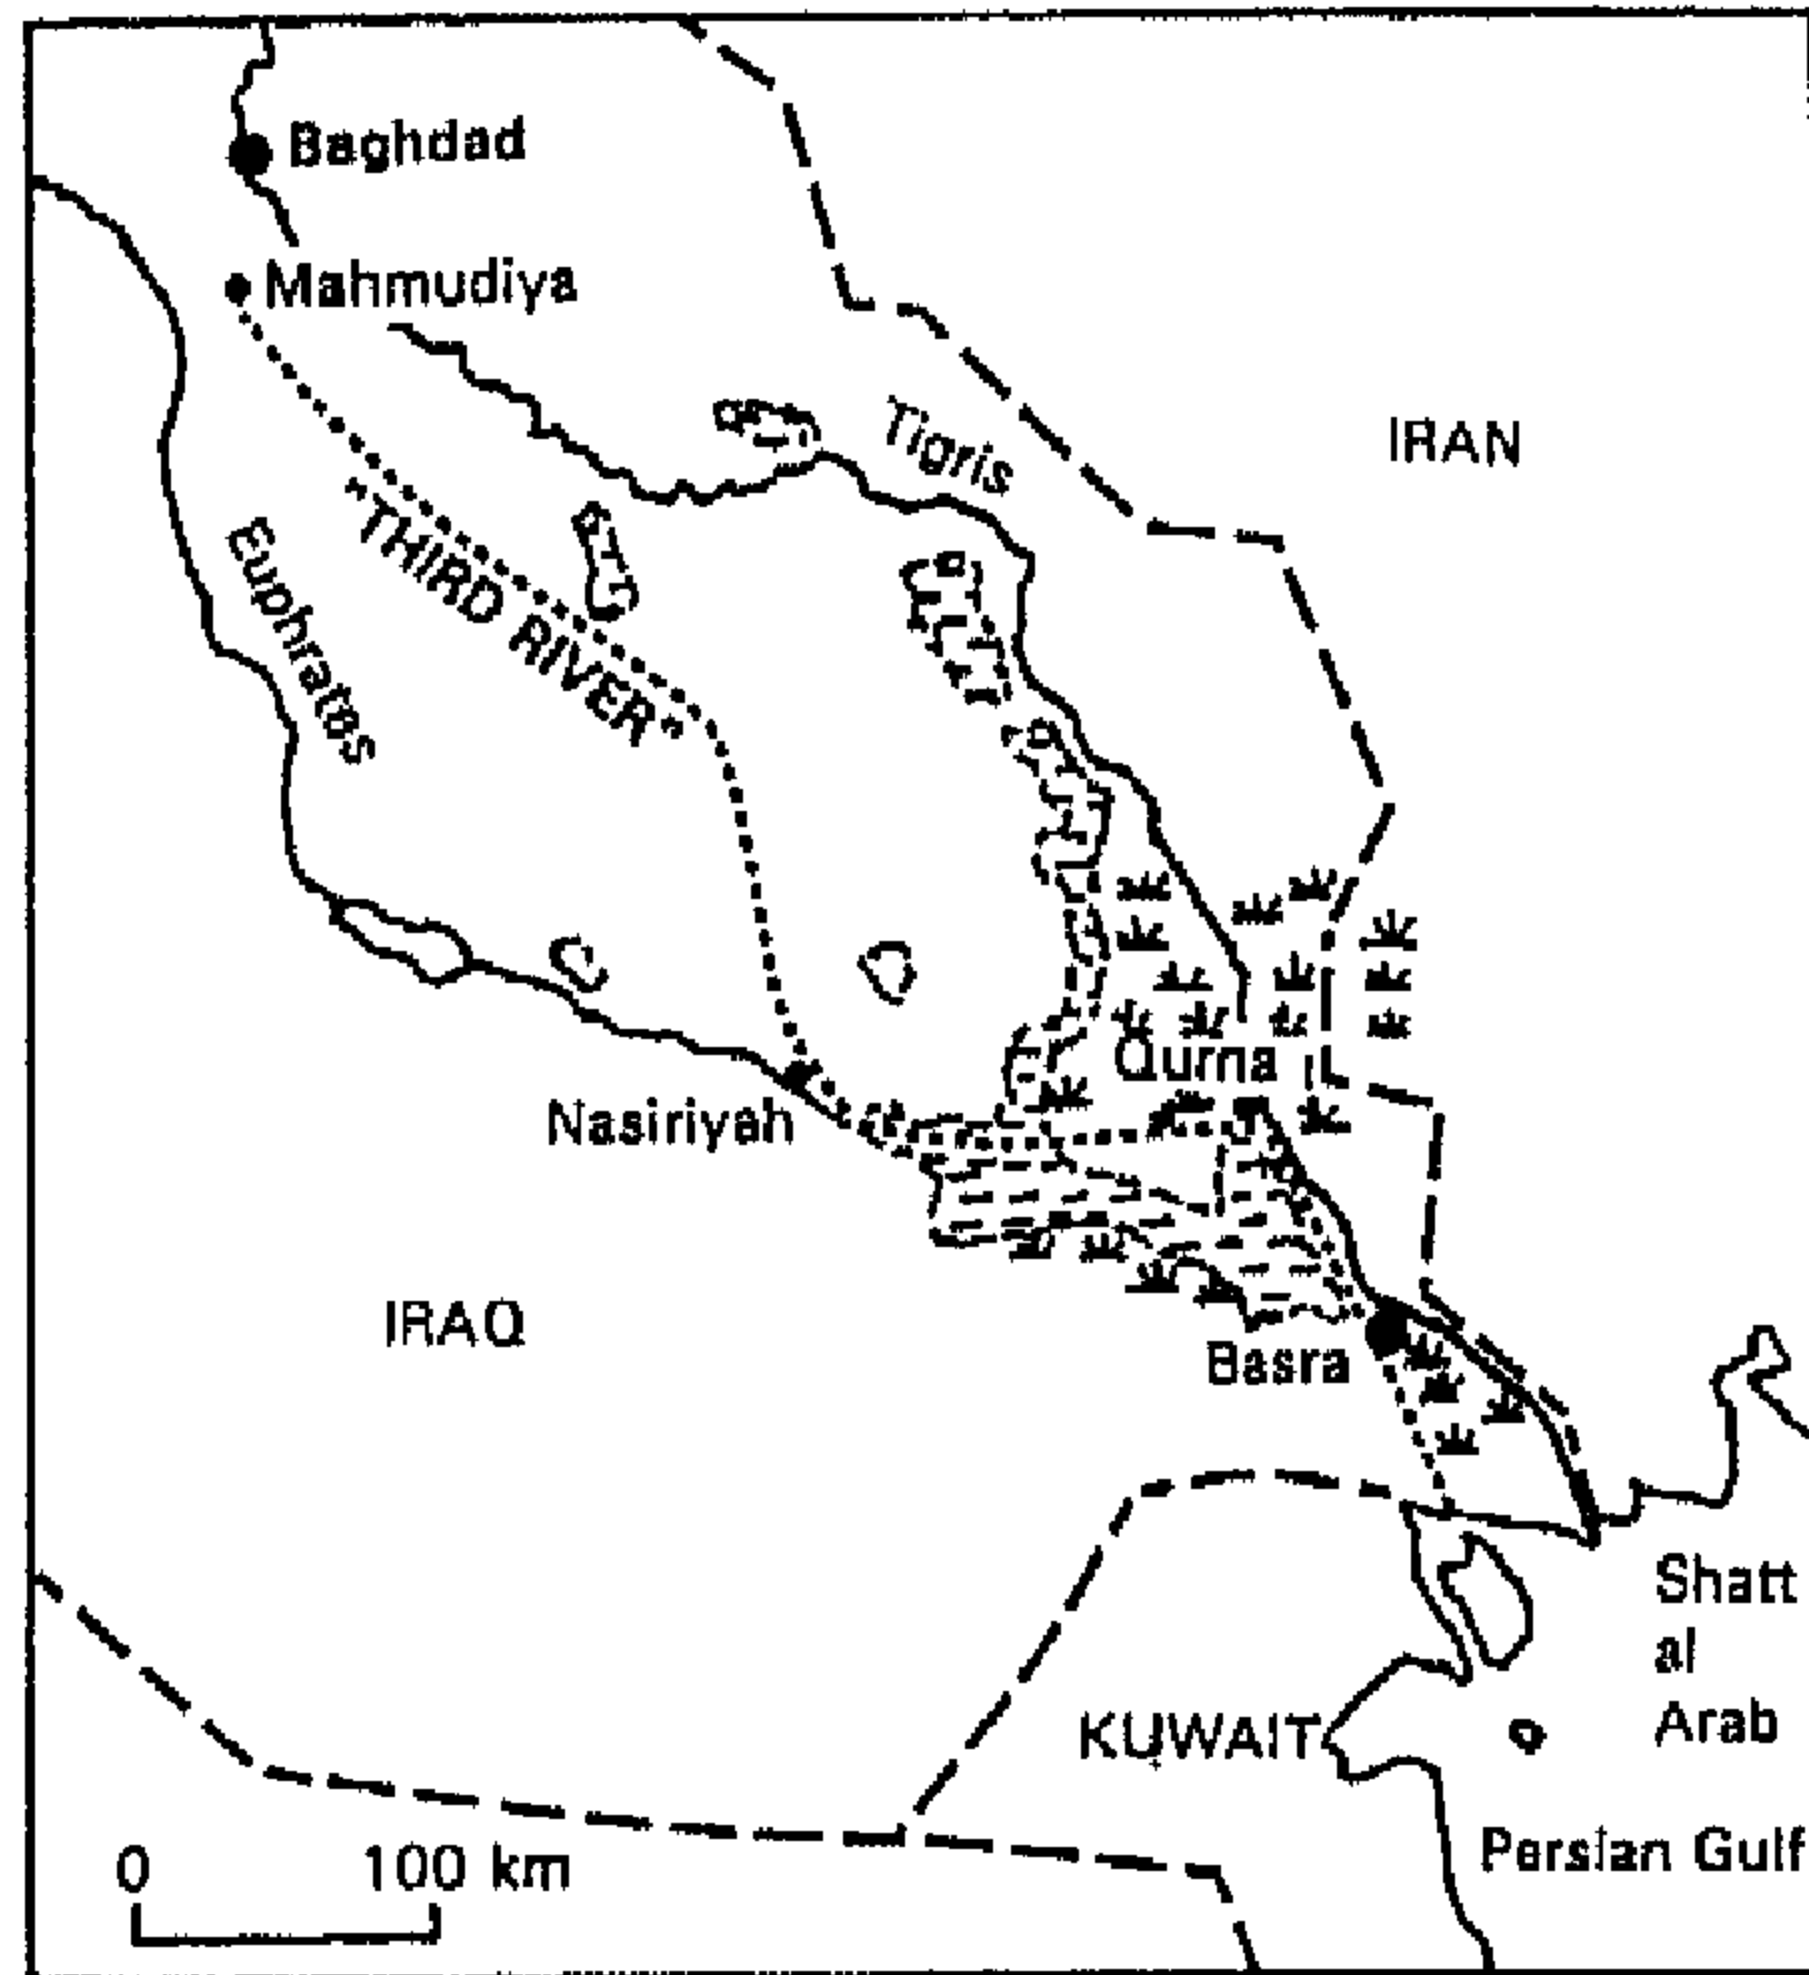 Baghdad
Mahmudiya
Tigris
IRAN
"THIRD RIVER"
Euphrates
Qurna
Nasiriyah
IRAQ
Basra
Shatt
al
Arab
KUWAIT
Persian Gulf
0 100 km